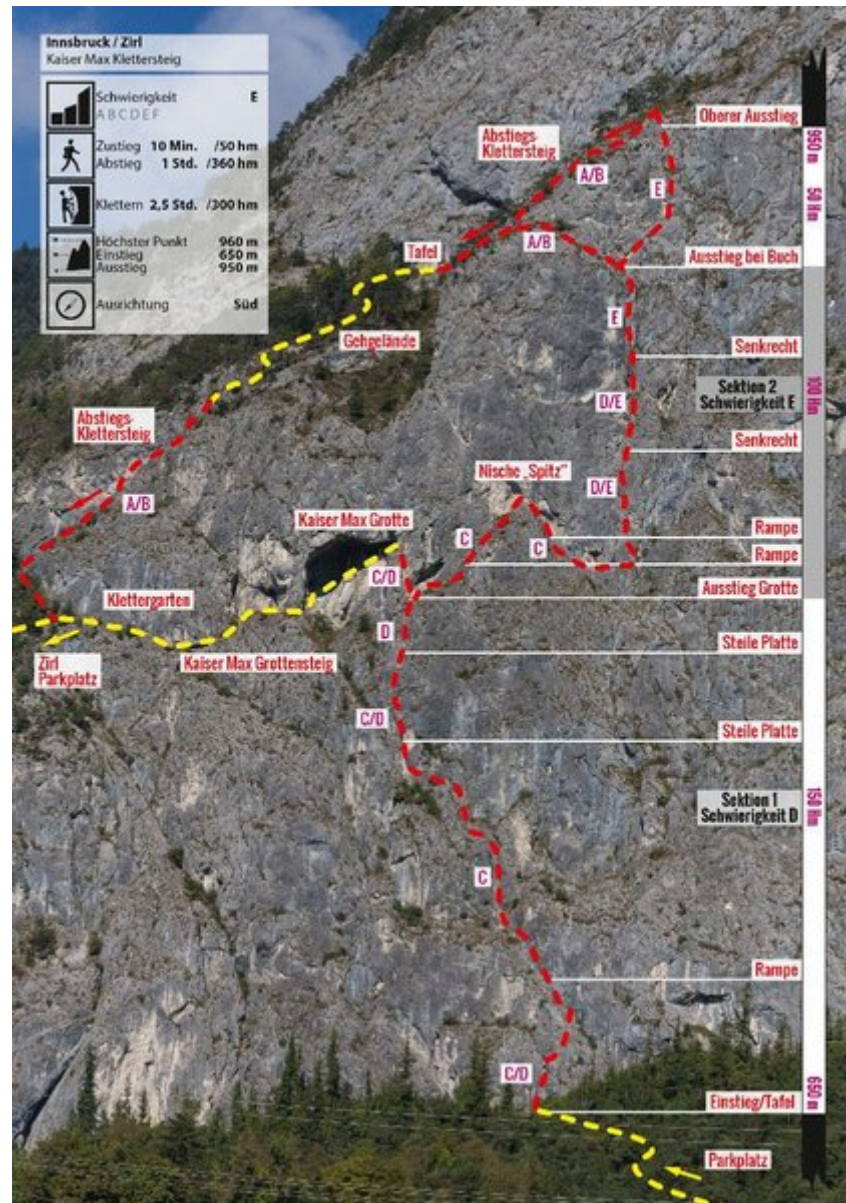 Innsbruck / Zirl
Kaiser Max Klettersteig
Schwierigkeit E
ABCDEF
Zustieg 10 Min. /50 hm
Abstieg 1 Std. /360 hm
Klettern 2,5 Std. /300 hm
Höchster Punkt 960 m
Einstieg 650 m
Ausstieg 950 m
Ausrichtung Süd
Oberer Ausstieg
950 m
Abstiegs-
Klettersteig
A/B
E
50 Hm
Tafel
A/B
Ausstieg bei Buch
E
Gehgelände
Senkrecht
Sektion 2
Schwierigkeit E
100 Hm
D/E
Abstiegs-
Klettersteig
Senkrecht
Nische „Spitz"
D/E
A/B
Kaiser Max Grotte
Rampe
C
C
Rampe
C/D
Ausstieg Grotte
Klettergarten
D
Steile Platte
Kaiser Max Grottensteig
Zirl
Parkplatz
C/D
Steile Platte
Sektion 1
Schwierigkeit D
150 Hm
C
Rampe
C/D
Einstieg/Tafel
650 m
Parkplatz